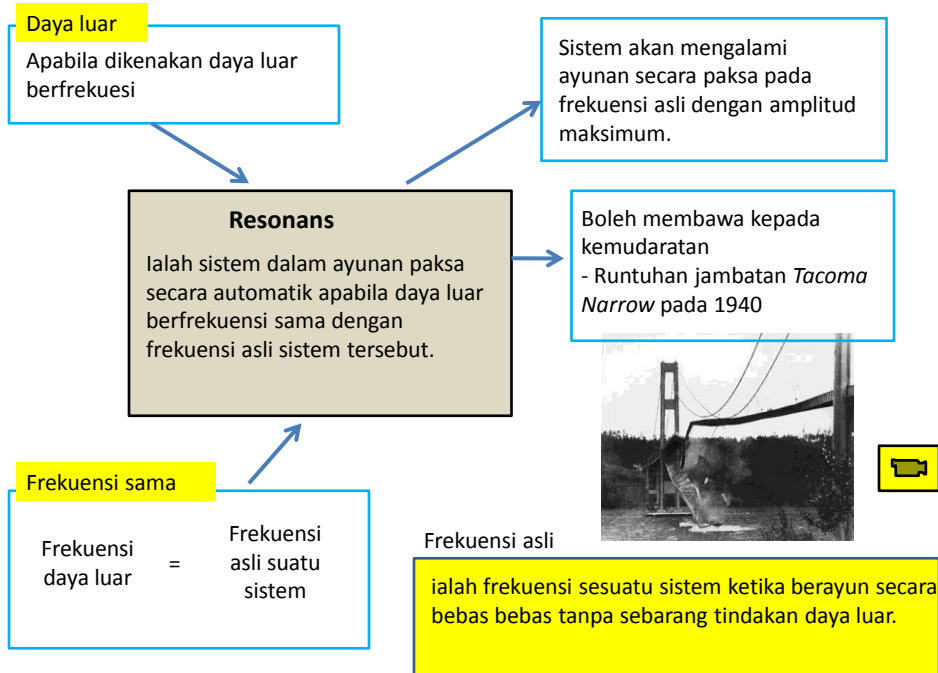 Daya luar
Apabila dikenakan daya luar
berfrekuesi
Sistem akan mengalami
ayunan secara paksa pada
frekuensi asli dengan amplitud
maksimum.
Resonans
Ialah sistem dalam ayunan paksa
secara automatik apabila daya luar
berfrekuensi sama dengan
frekuensi asli sistem tersebut.
Boleh membawa kepada
kemudaratan
- Runtuhan jambatan Tacoma
Narrow pada 1940
Frekuensi sama
Frekuensi
daya luar
=
Frekuensi
asli suatu
sistem
Frekuensi asli
ialah frekuensi sesuatu sistem ketika berayun secara
bebas bebas tanpa sebarang tindakan daya luar.